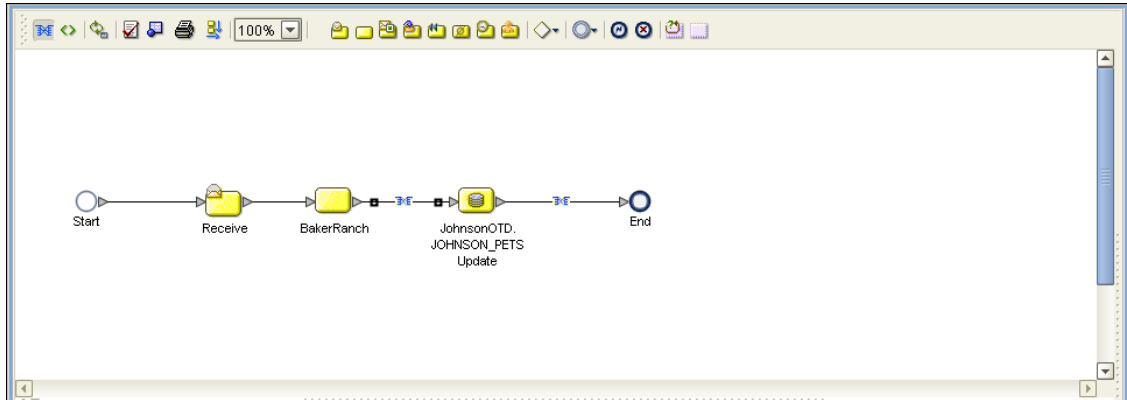 100%
Start
Receive
BakerRanch
JohnsonOTD.
JOHNSON_PETS
Update
End